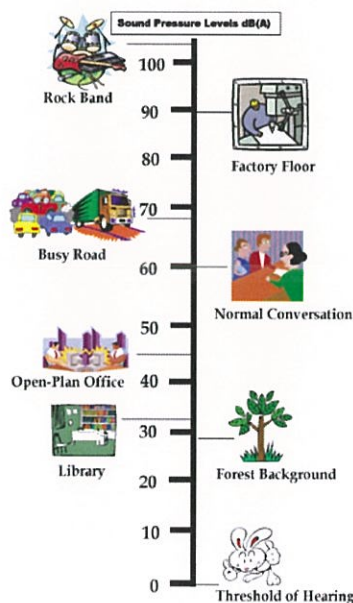 Sound Pressure Levels dB(A)
100
Rock Band
90
Factory Floor
80
70
Busy Road
60
Normal Conversation
50
Open-Plan Office
40
Library
30
Forest Background
20
10
0
Threshold of Hearing